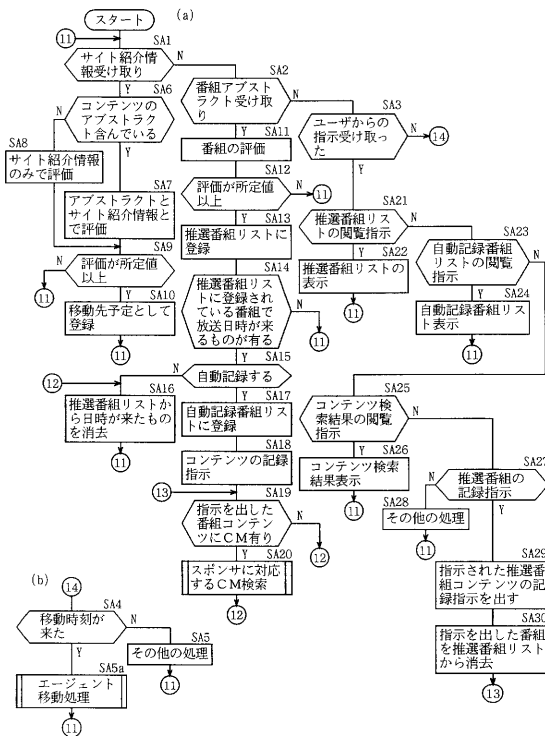 (a)
スタート
11
SA1
サイト紹介情
報受け取り
N
Y
SA2
番組アブスト
ラクト受け取
り
N
Y
SA3
ユーザからの
指示受け取っ
た
N
14
Y
SA6
コンテンツの
アブストラクト
含んでいる
N
Y
SA8
サイト紹介情報
のみで評価
SA7
アブストラクトと
サイト紹介情報と
で評価
SA9
評価が所定値
以上
N
11
Y
SA10
移動先予定として
登録
11
SA11
番組の評価
SA12
評価が所定値
以上
N
11
Y
SA13
推選番組リストに
登録
SA14
推選番組リス
トに登録されて
いる番組で
放送日時が来
るものが有る
N
11
Y
SA15
自動記録する
N
Y
12
SA16
推選番組リストか
ら日時が来たもの
を消去
11
SA17
自動記録番組リス
トに登録
SA18
コンテンツの記録
指示
13
SA19
指示を出した
番組コンテン
ツにCM有り
N
12
Y
SA20
スポンサに対応
するCM検索
12
SA21
推選番組リス
トの閲覧指示
N
Y
SA22
推選番組リストの
表示
11
SA23
自動記録番組
リストの閲覧
指示
N
Y
SA24
自動記録番組リス
ト表示
11
SA25
コンテンツ検
索結果の閲覧
指示
N
Y
SA26
コンテンツ検索
結果表示
11
SA27
推選番組の
記録指示
N
Y
SA28
その他の処理
11
SA29
指示された推選番
組コンテンツの記
録指示を出す
SA30
指示を出した番組
を推選番組リスト
から消去
13
(b)
14
SA4
移動時刻が
来た
N
Y
SA5
その他の処理
11
SA5a
エージェント
移動処理
11